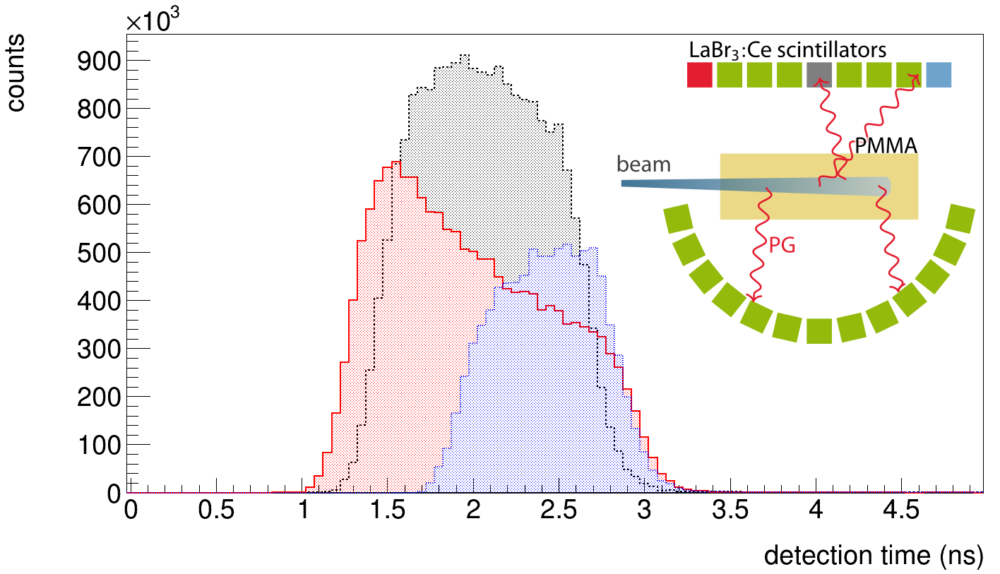 ×10³
counts
900
800
700
600
500
400
300
200
100
0
0 0.5 1 1.5 2 2.5 3 3.5 4 4.5
detection time (ns)
LaBr₃:Ce scintillators
PMMA
beam
PG